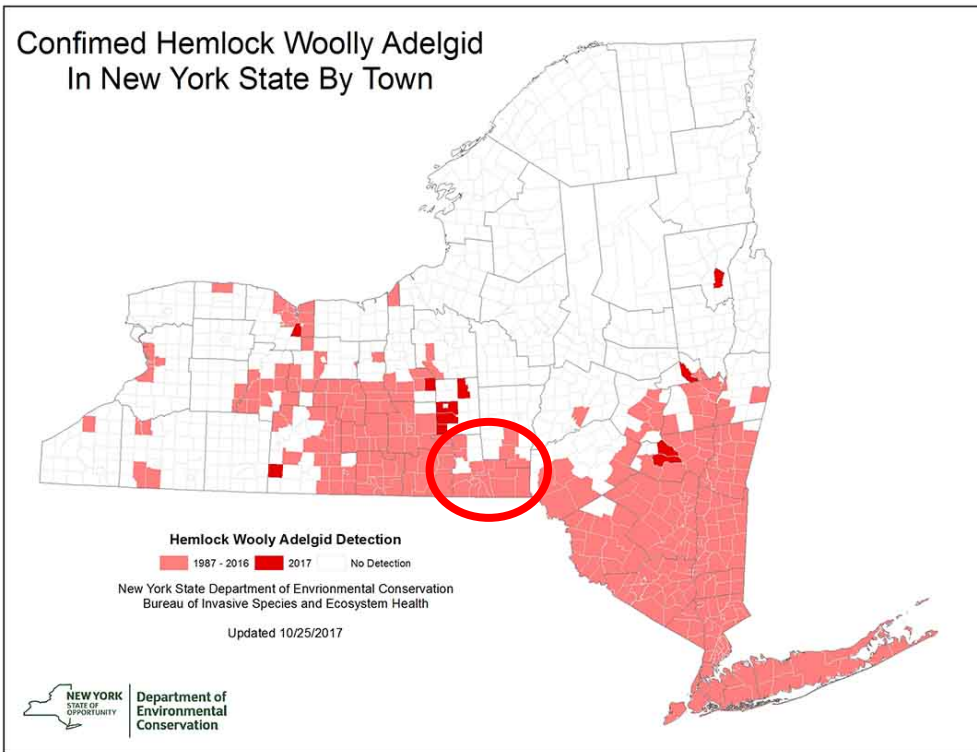 Confimed Hemlock Woolly Adelgid
In New York State By Town
Hemlock Wooly Adelgid Detection
1987 - 2016 2017 No Detection
New York State Department of Envrionmental Conservation
Bureau of Invasive Species and Ecosystem Health
Updated 10/25/2017
NEW YORK
STATE OF
OPPORTUNITY
Department of
Environmental
Conservation